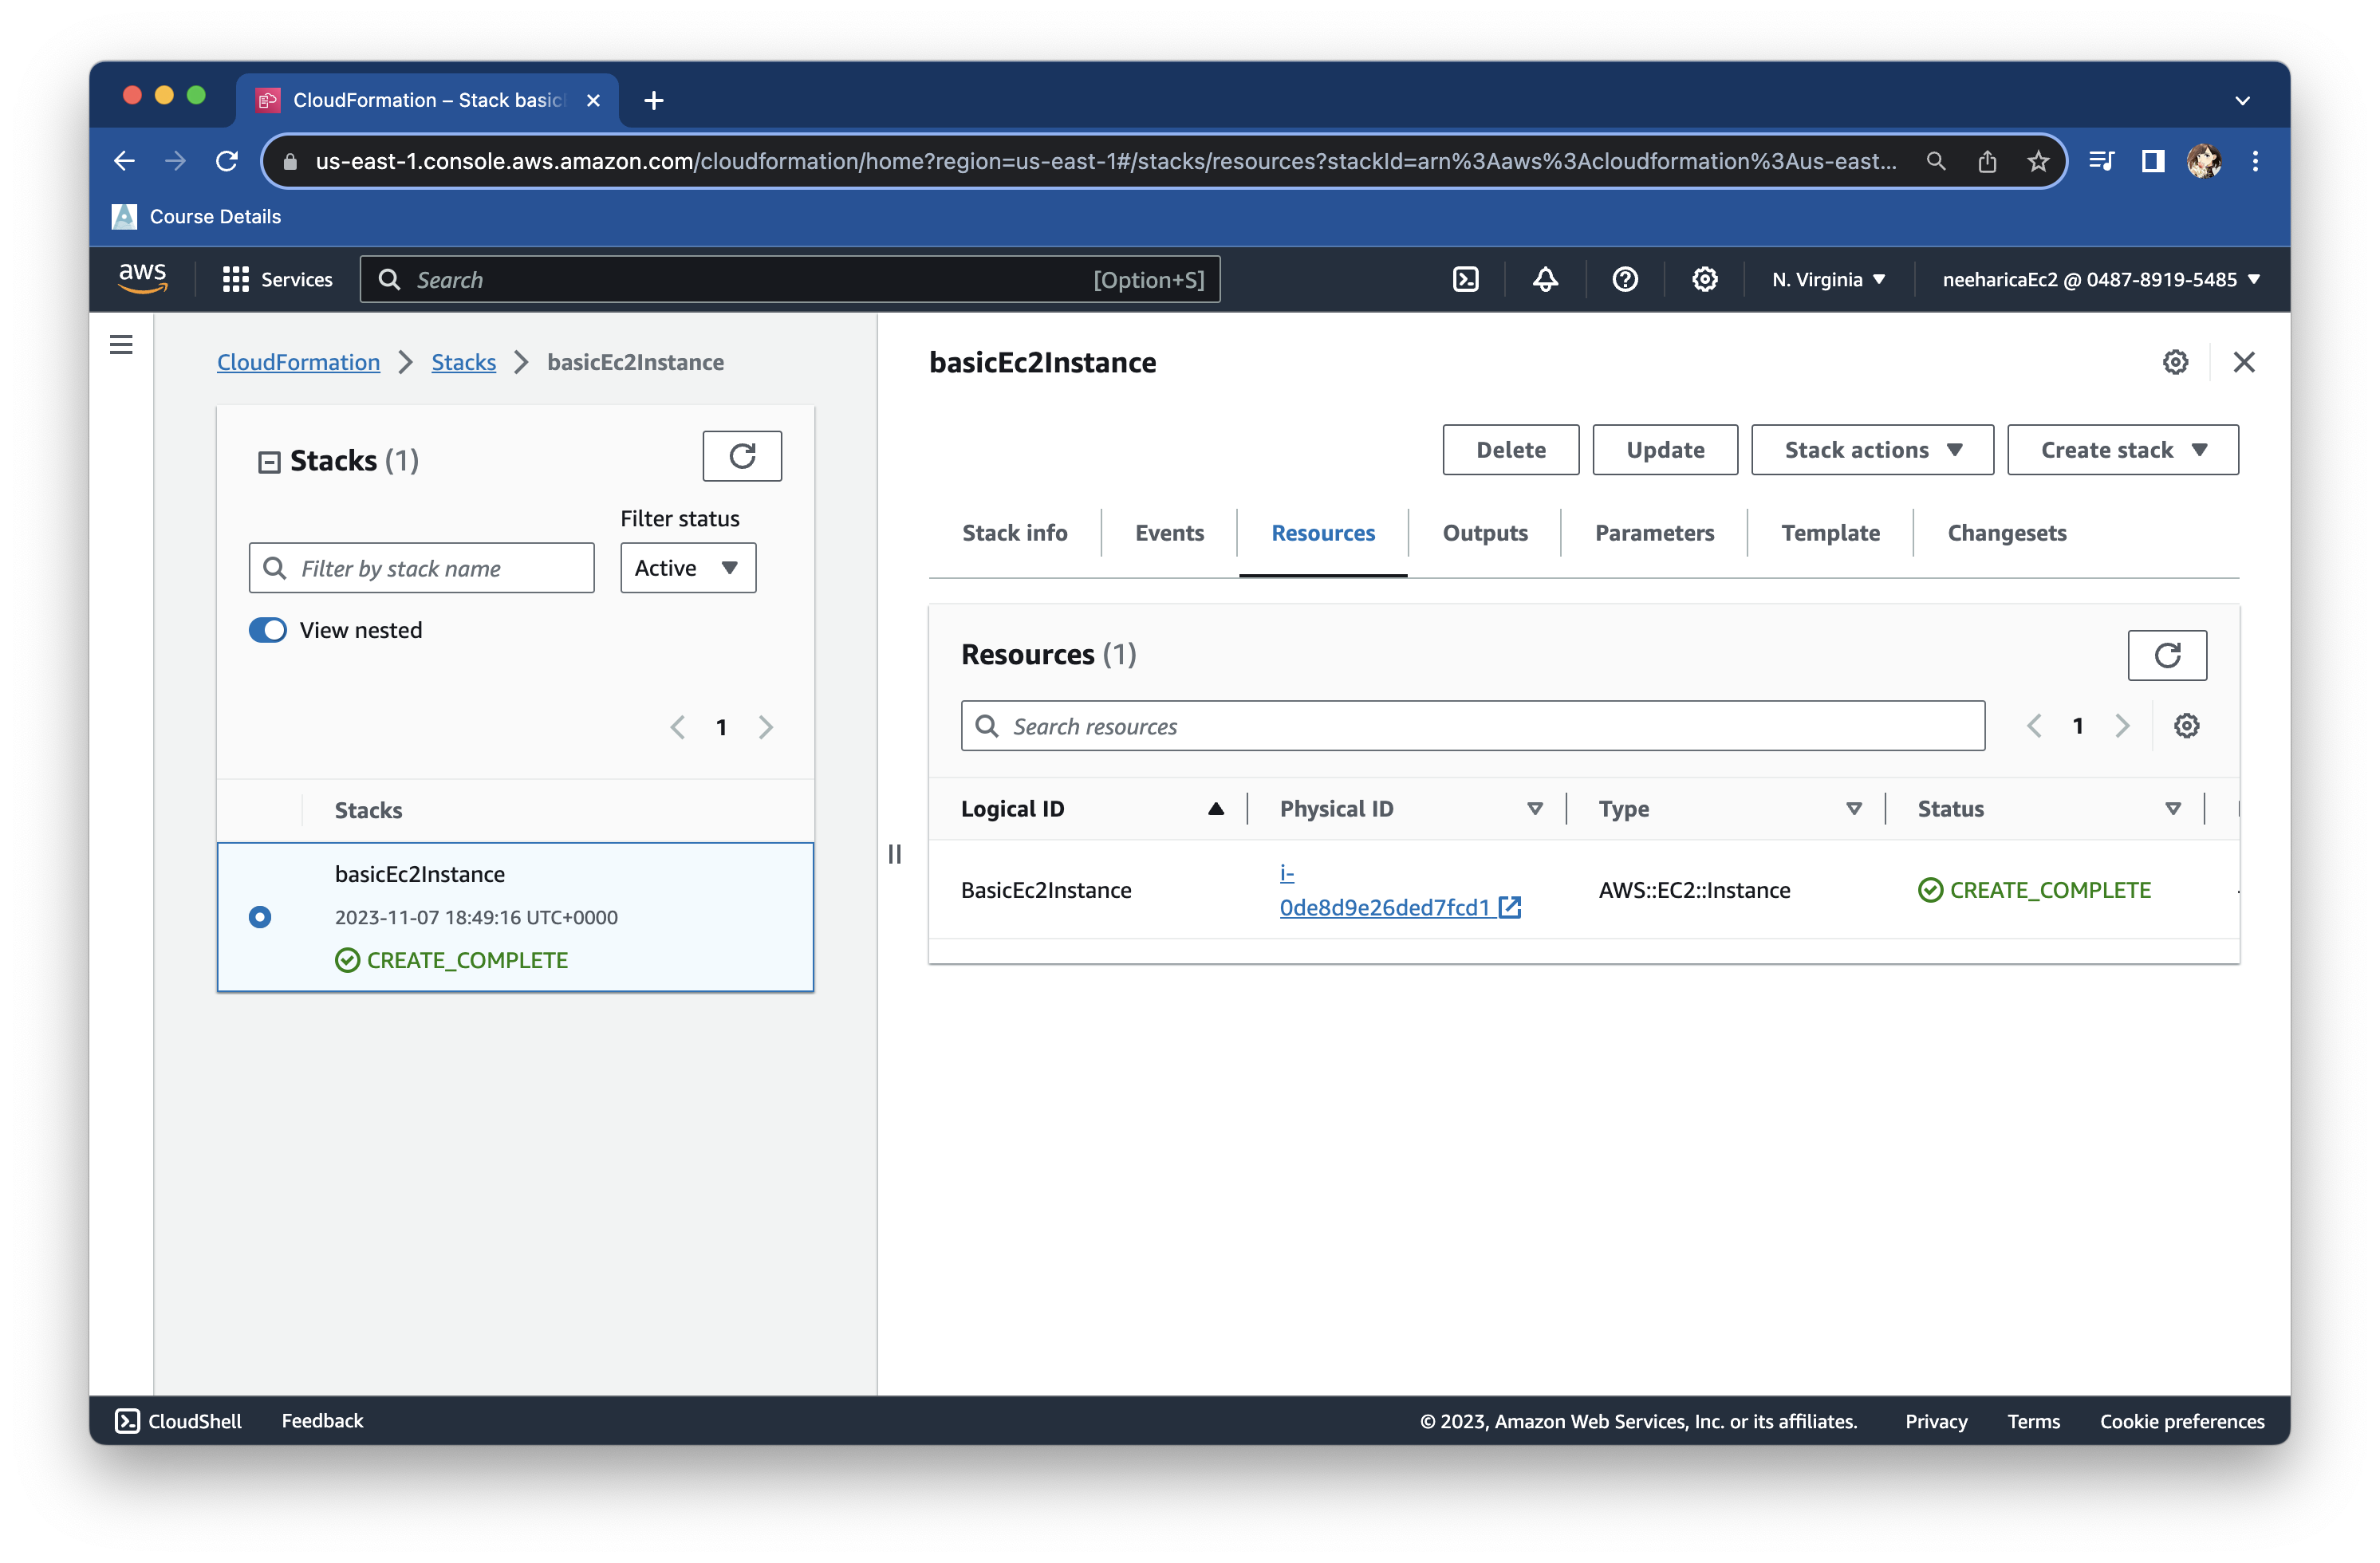 CloudFormation – Stack basic
us-east-1.console.aws.amazon.com/cloudformation/home?region=us-east-1#/stacks/resources?stackId=arn%3Aaws%3Acloudformation%3Aus-east...
Course Details
aws
Services
Search
[Option+S]
N. Virginia
neeharicaEc2 @ 0487-8919-5485
CloudFormation
Stacks
basicEc2Instance
Stacks (1)
Filter status
Filter by stack name
Active
View nested
1
Stacks
basicEc2Instance
2023-11-07 18:49:16 UTC+0000
CREATE_COMPLETE
basicEc2Instance
Delete
Update
Stack actions
Create stack
Stack info
Events
Resources
Outputs
Parameters
Template
Changesets
Resources (1)
Search resources
1
Logical ID
Physical ID
Type
Status
BasicEc2Instance
i-
0de8d9e26ded7fcd1
AWS::EC2::Instance
CREATE_COMPLETE
CloudShell
Feedback
© 2023, Amazon Web Services, Inc. or its affiliates.
Privacy
Terms
Cookie preferences